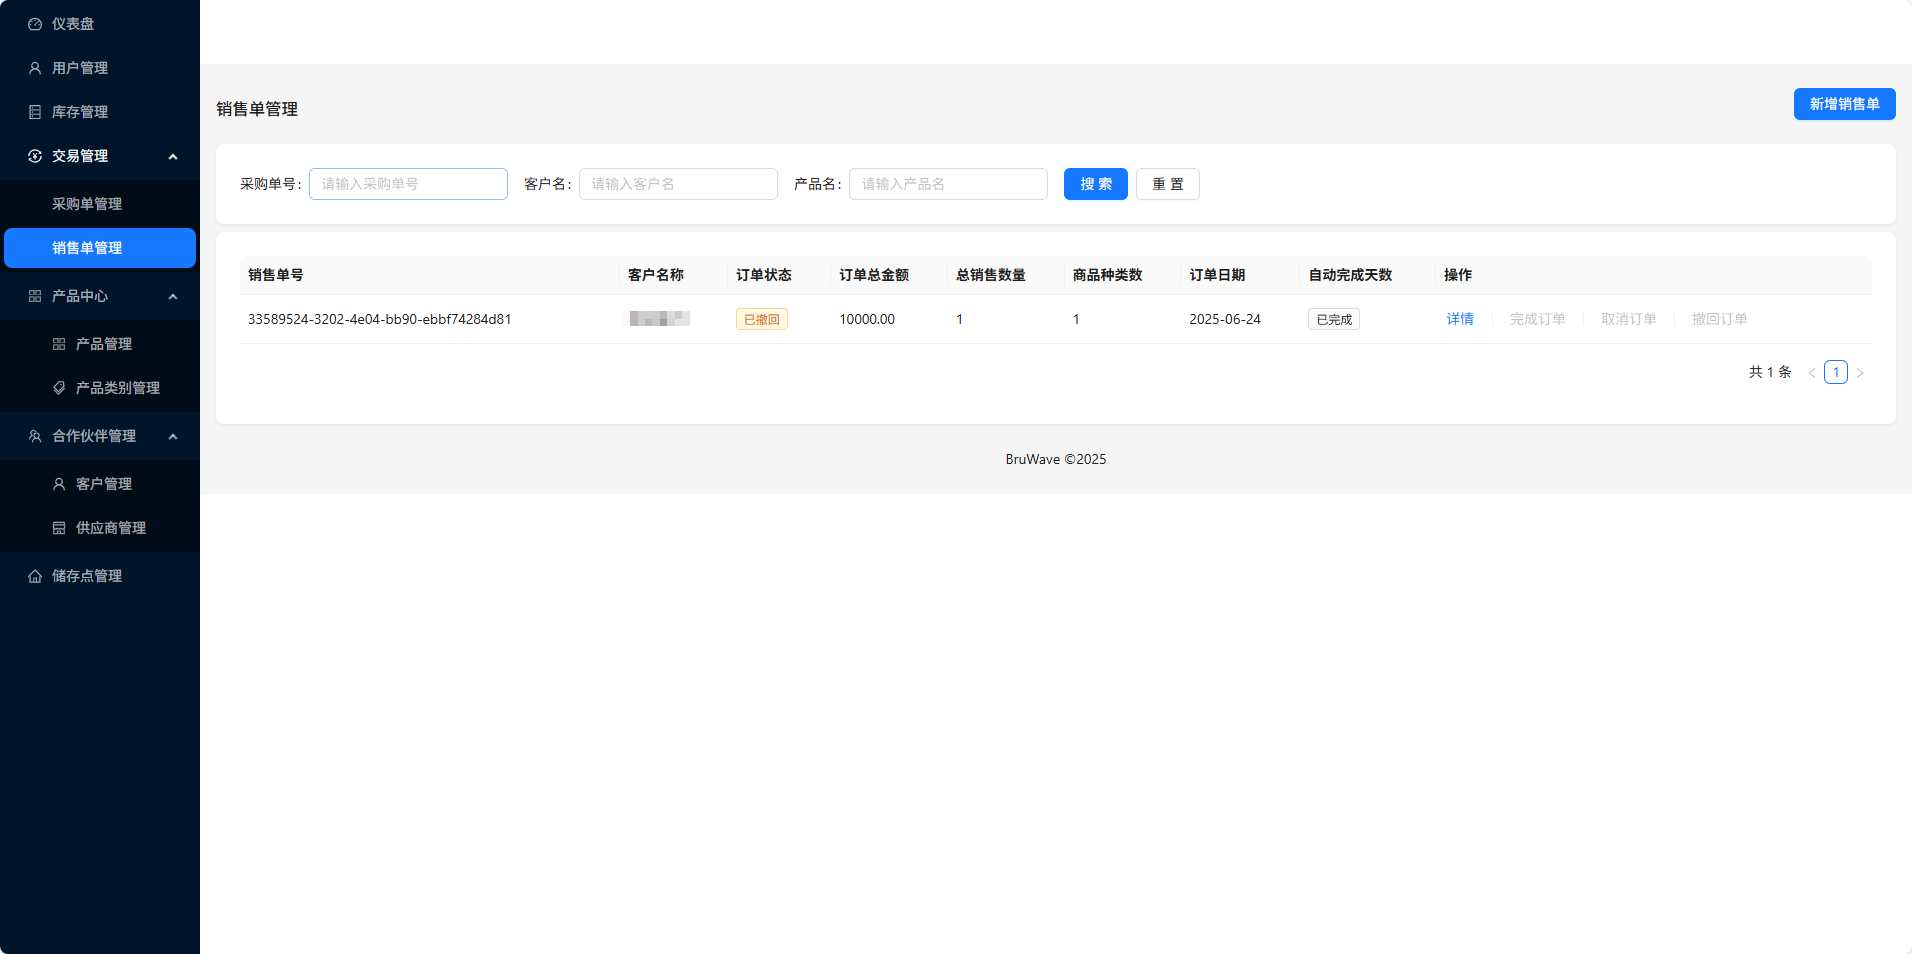 仪表盘
用户管理
库存管理
交易管理
采购单管理
销售单管理
产品中心
产品管理
产品类别管理
合作伙伴管理
客户管理
供应商管理
储存点管理
销售单管理
新增销售单
采购单号: 请输入采购单号 客户名: 请输入客户名 产品名: 请输入产品名 搜 索 重 置
销售单号 客户名称 订单状态 订单总金额 总销售数量 商品种类数 订单日期 自动完成天数 操作
33589524-3202-4e04-bb90-ebbf74284d81 已撤回 10000.00 1 1 2025-06-24 已完成 详情 完成订单 取消订单 撤回订单
共 1 条 < 1 >
BruWave ©2025